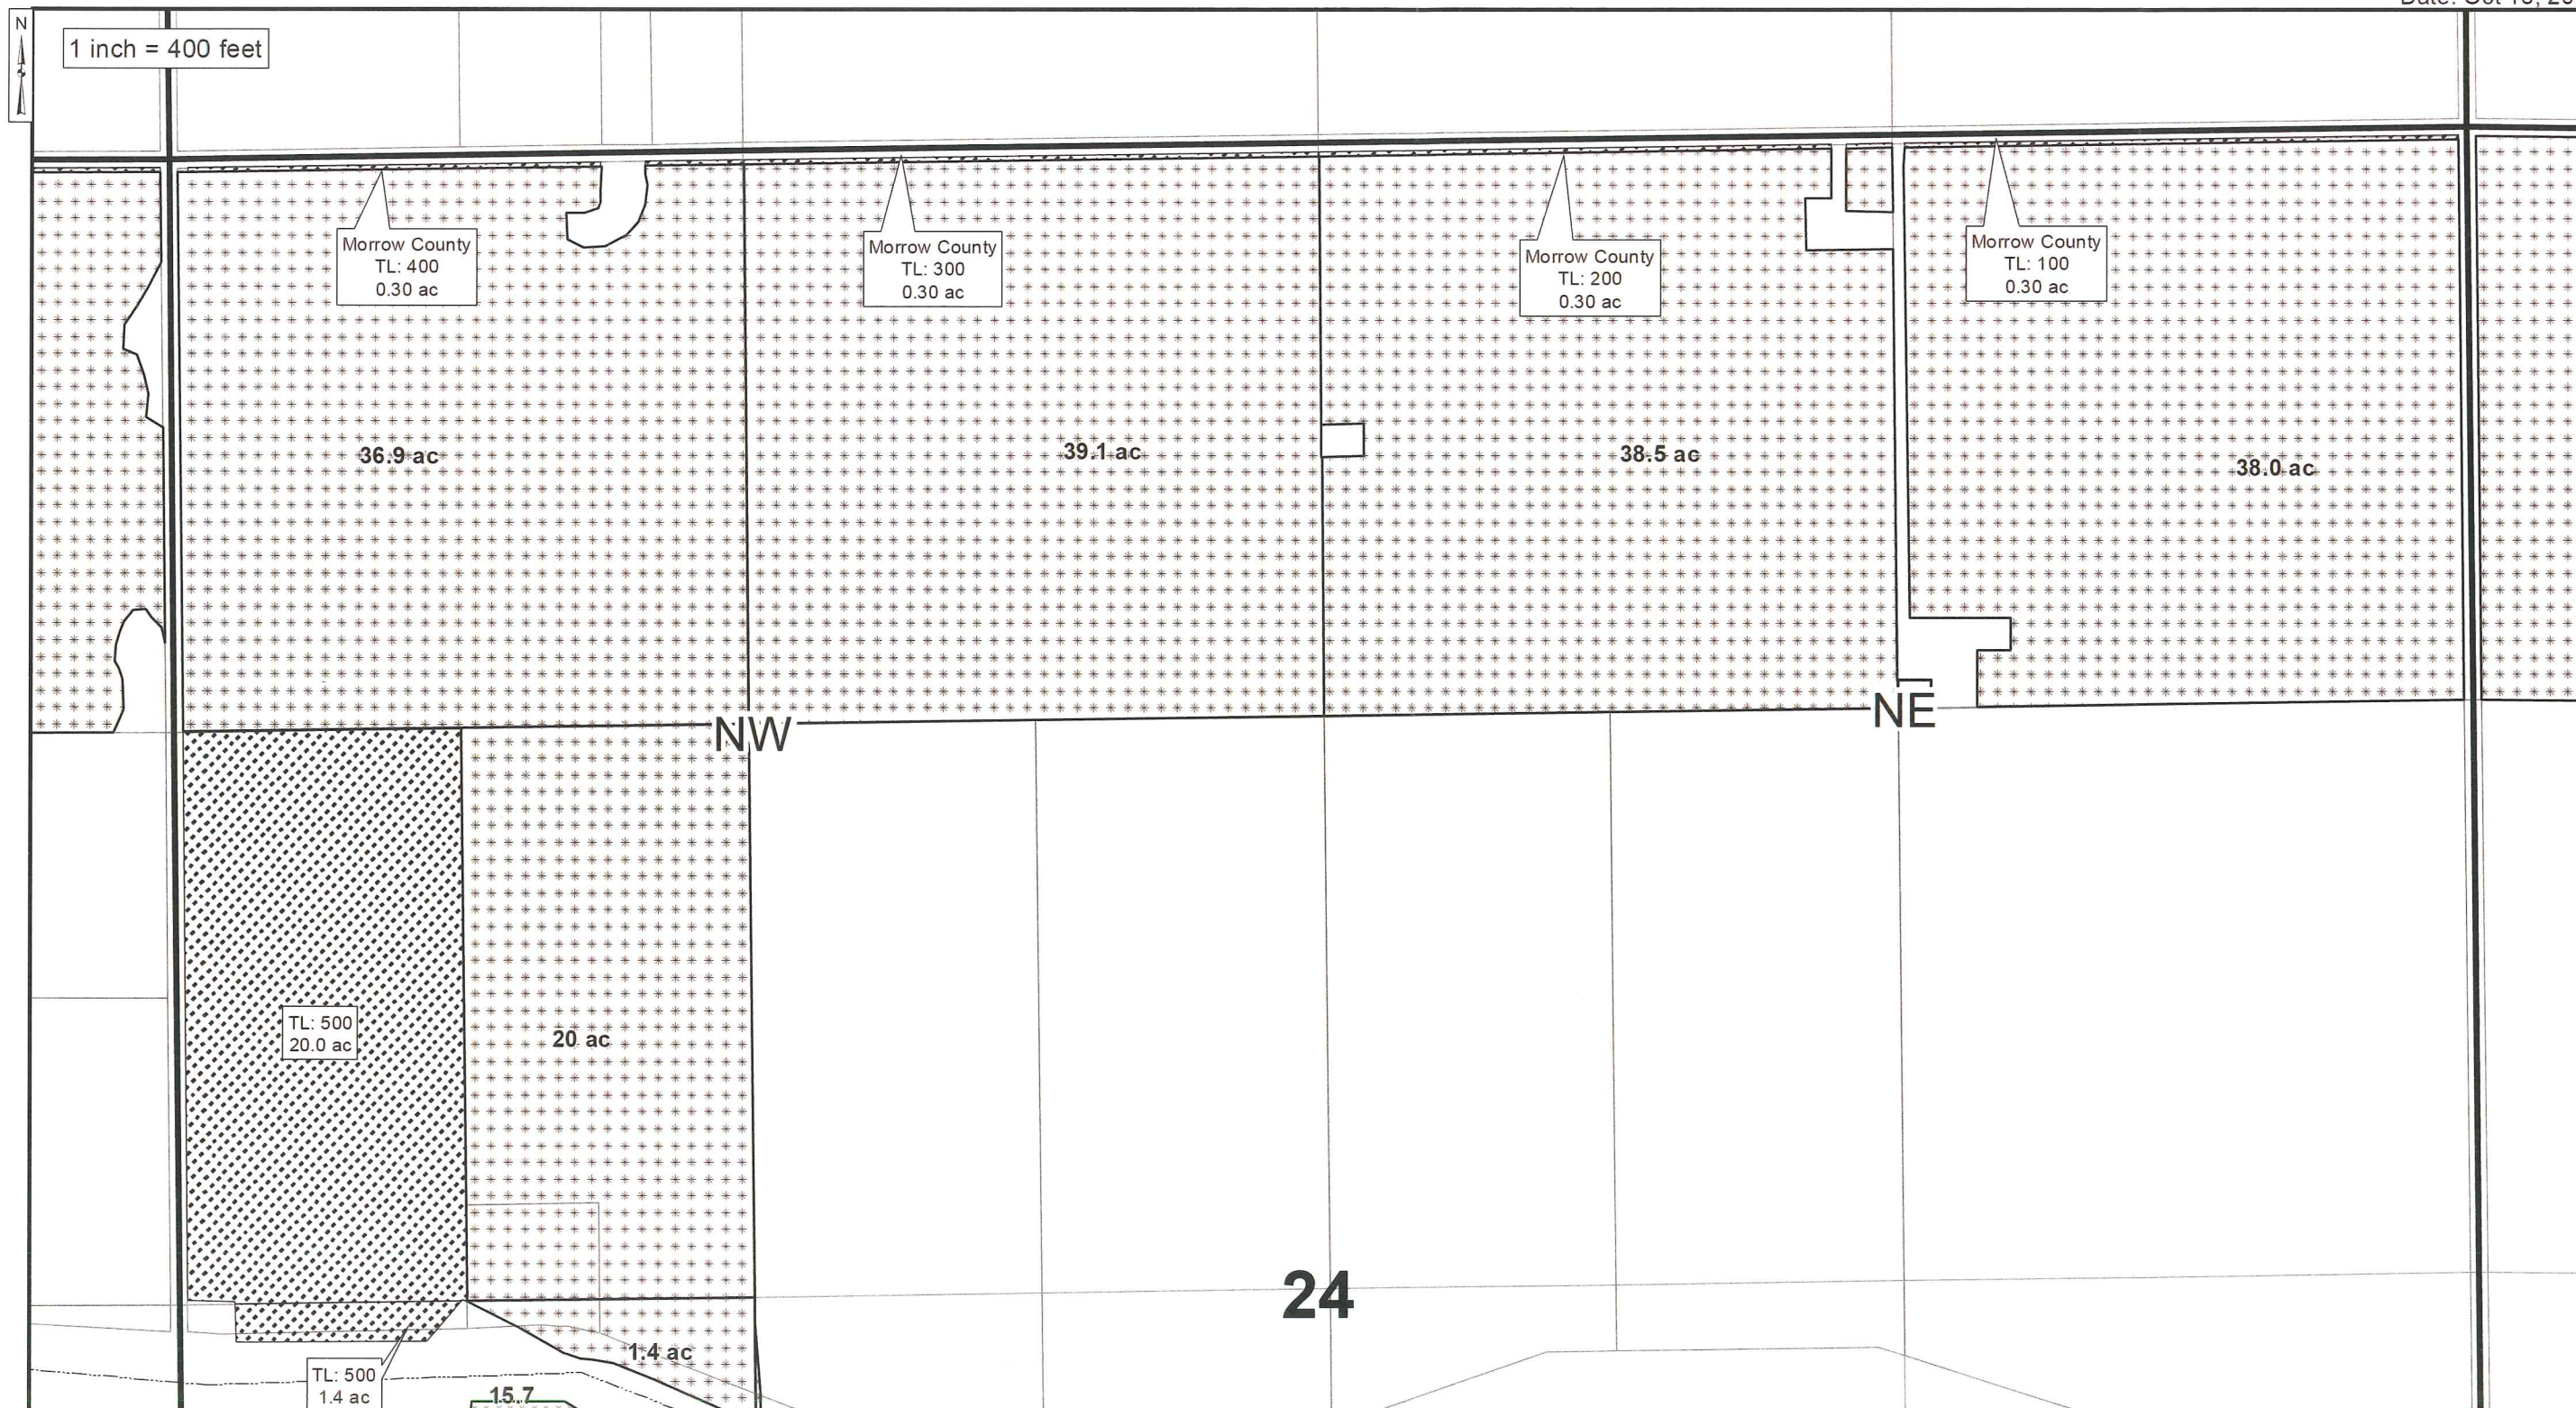 N
1 inch = 400 feet
Morrow County
TL: 400
0.30 ac
Morrow County
TL: 300
0.30 ac
Morrow County
TL: 200
0.30 ac
Morrow County
TL: 100
0.30 ac
36.9 ac
39.1 ac
38.5 ac
38.0 ac
NW
NE
TL: 500
20.0 ac
20 ac
24
1.4 ac
TL: 500
1.4 ac
15.7